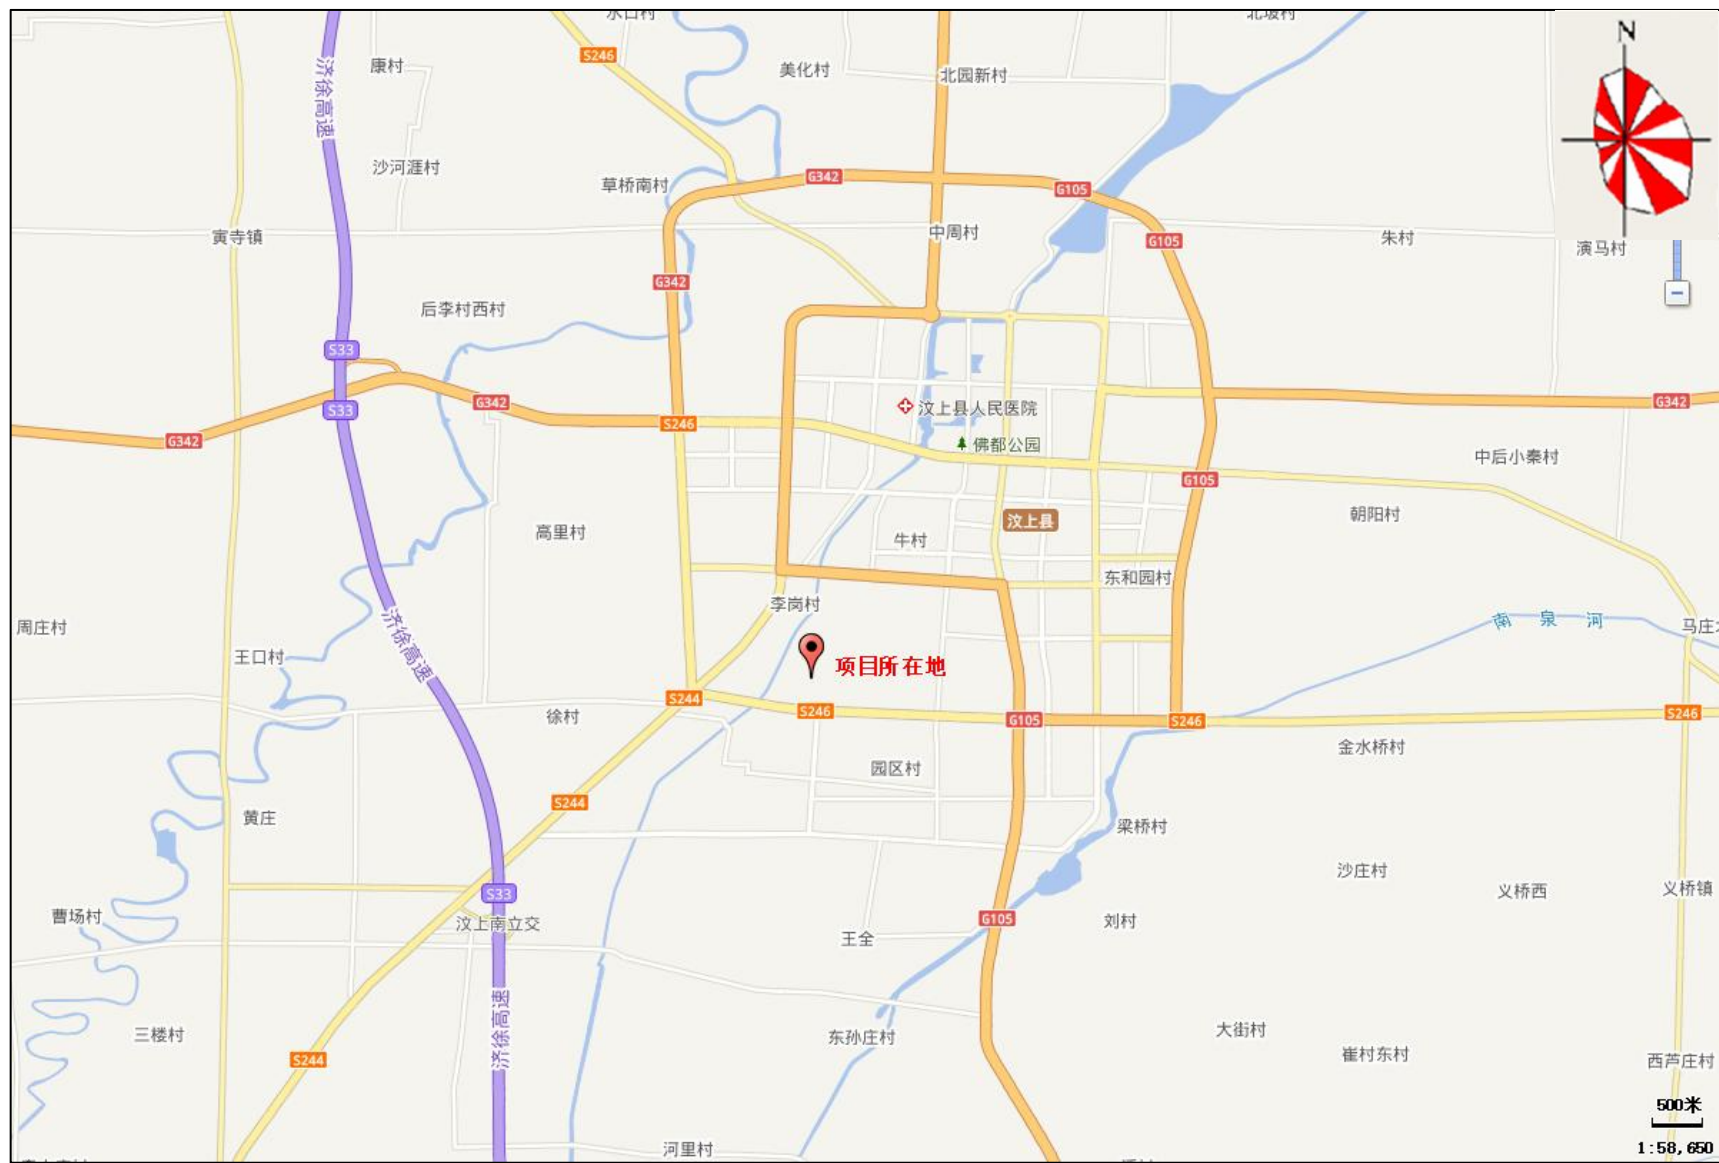 水口村
北坡村
N
S246
康村
美化村
北园新村
济徐高速
沙河涯村
草桥南村
G342
G105
寅寺镇
中周村
G105
朱村
演马村
G342
后李村西村
S33
G342
S33
G342
S246
汶上县人民医院
G342
G342
佛都公园
中后小秦村
G105
汶上县
朝阳村
高里村
牛村
东和园村
李岗村
周庄村
南泉河
马庄
济徐高速
王口村
项目所在地
S244
徐村
S246
G105
S246
S246
金水桥村
园区村
S244
黄庄
梁桥村
沙庄村
S33
义桥西
义桥镇
曹场村
汶上南立交
G105
刘村
王全
济徐高速
三楼村
东孙庄村
大街村
崔村东村
S244
西芦庄村
500米
河里村
1:58,650